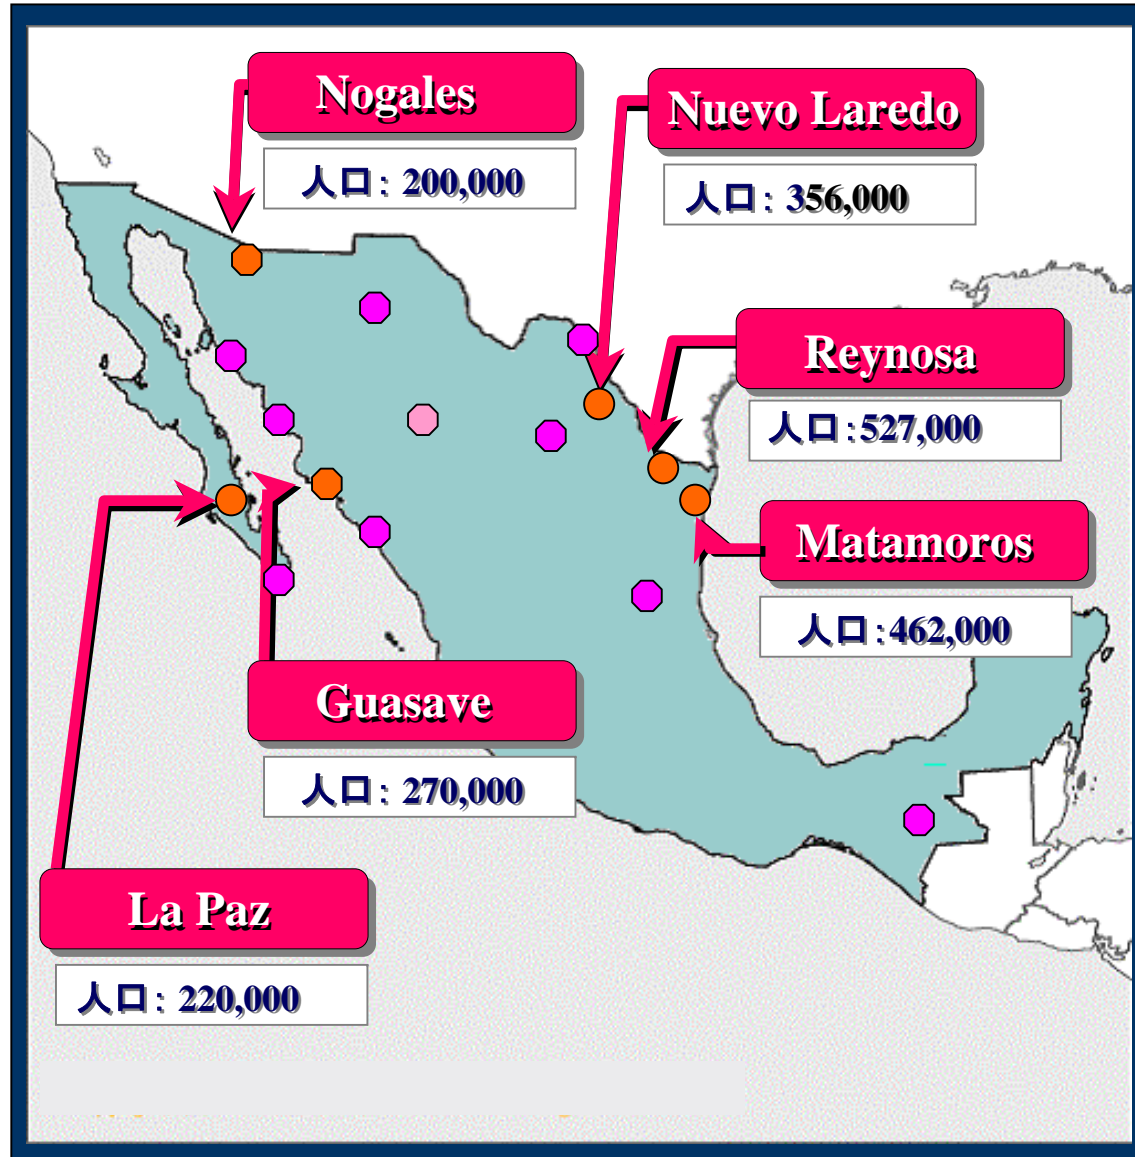 Nogales
人口： 200,000
Nuevo Laredo
人口： 356,000
Reynosa
人口：527,000
Matamoros
人口：462,000
Guasave
人口： 270,000
La Paz
人口： 220,000